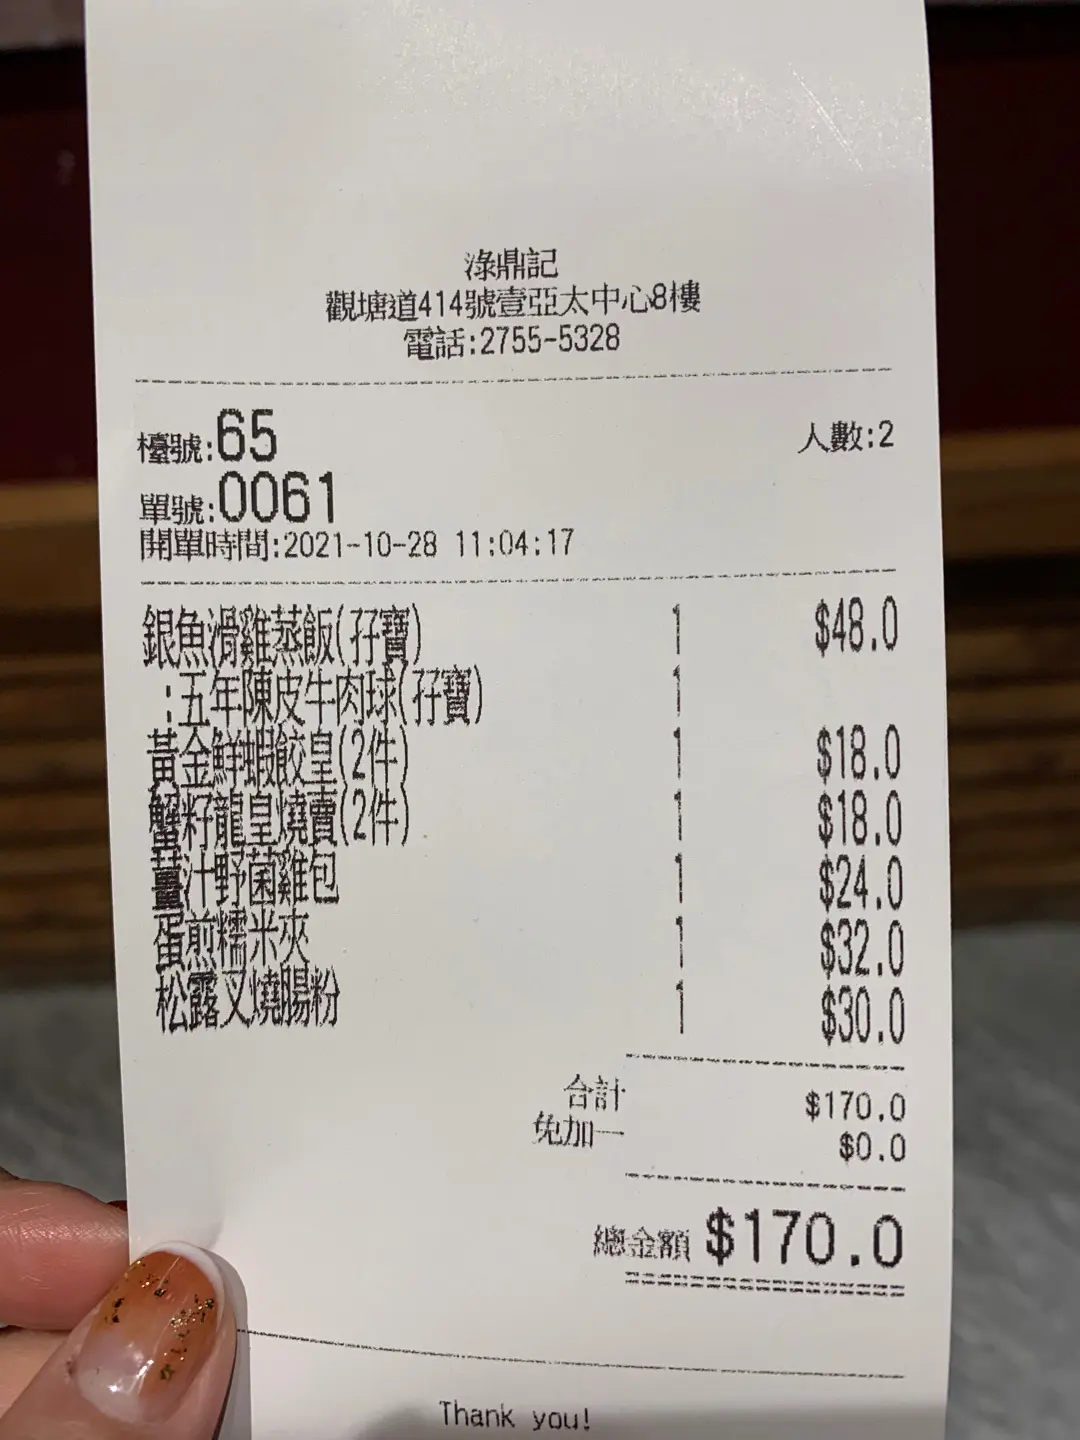 淥鼎記
觀塘道414號壹亞太中心8樓
電話:2755-5328
檯號:65 人數:2
單號:0061
開單時間:2021-10-28 11:04:17
銀魚滑雞蒸飯(孖寶) 1 $48.0
:五年陳皮牛肉球(孖寶) 1
黃金鮮蝦餃皇(2件) 1 $18.0
蟹籽龍皇燒賣(2件) 1 $18.0
薑汁野菌雞包 1 $24.0
蛋煎糯米夾 1 $32.0
松露叉燒腸粉 1 $30.0
合計 $170.0
免加一 $0.0
總金額 $170.0
Thank you!